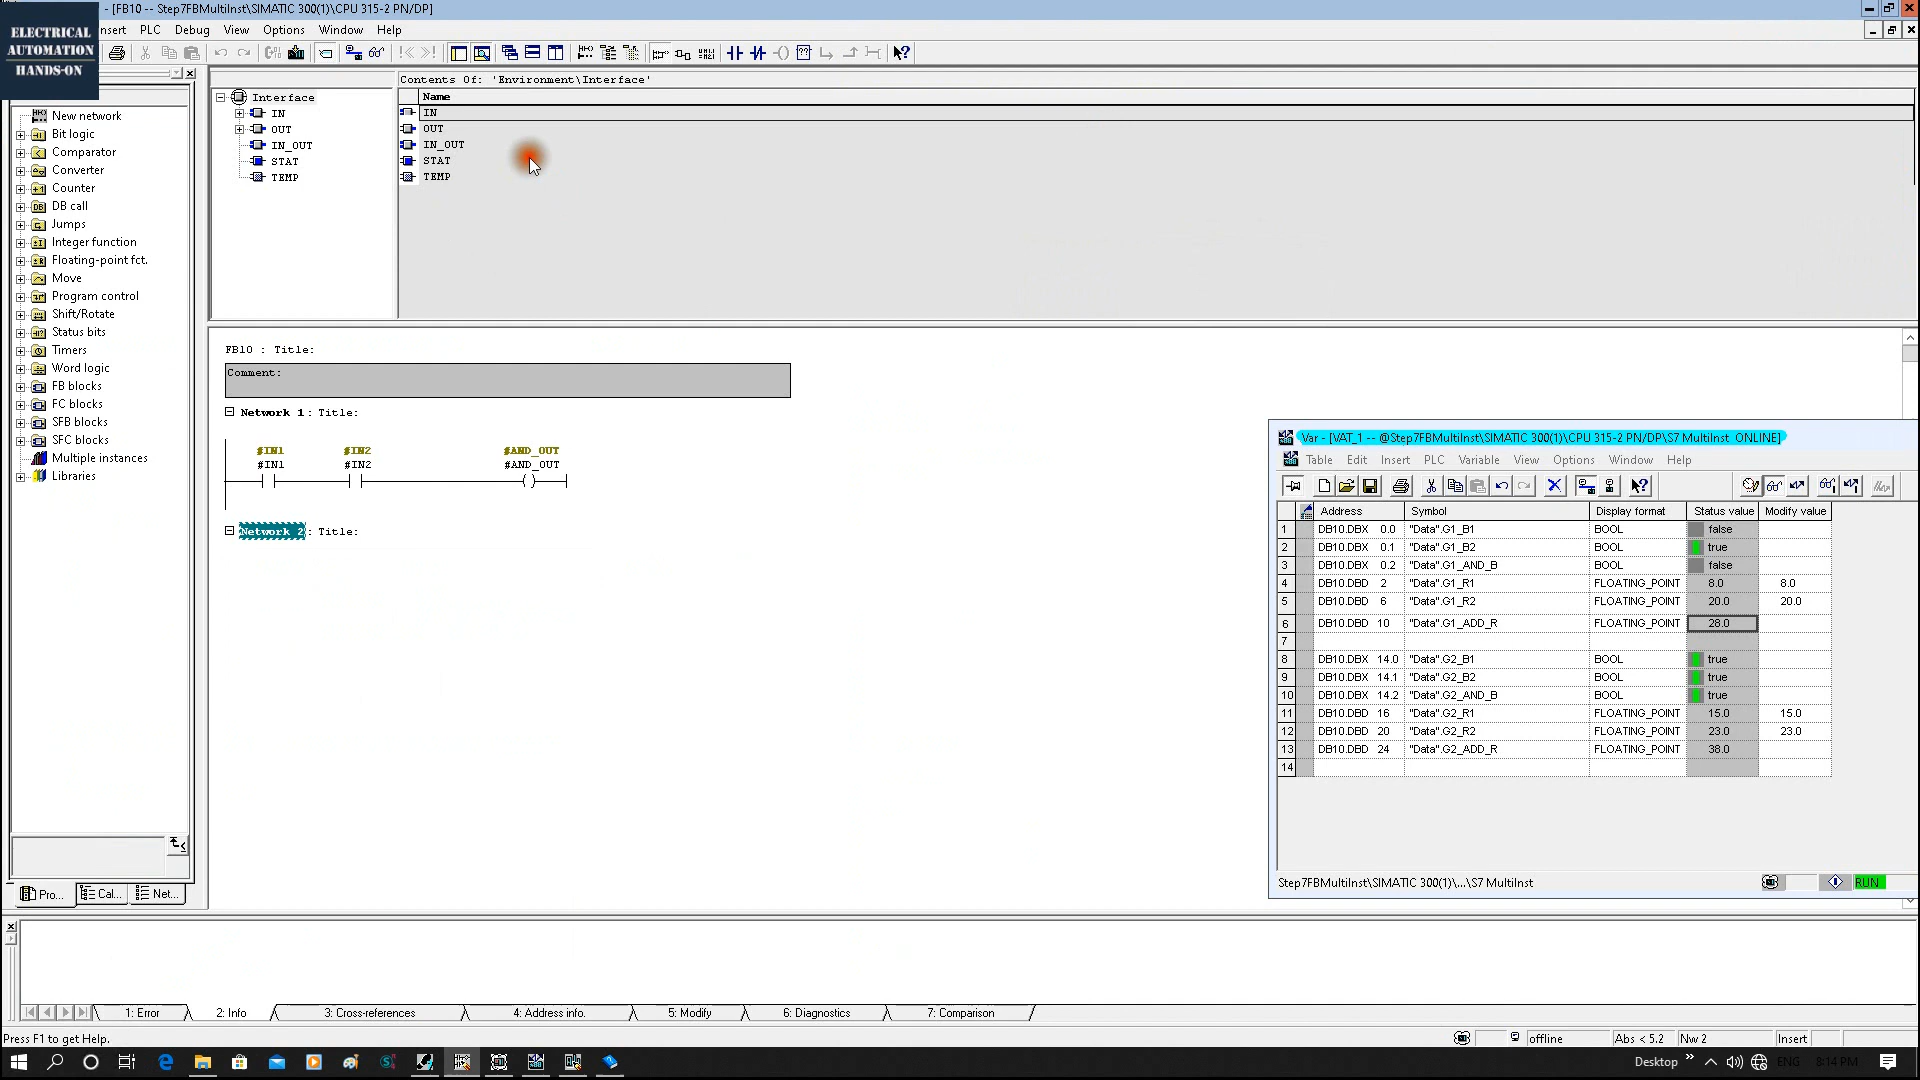 - [FB10 -- Step7FBMultiInst\SIMATIC 300(1)\CPU 315-2 PN/DP]
ELECTRICAL
AUTOMATION
HANDS-ON
nsert PLC Debug View Options Window Help
Contents Of: 'Environment\Interface'
Interface
IN
OUT
IN_OUT
STAT
TEMP
Name
IN
OUT
IN_OUT
STAT
TEMP
New network
Bit logic
Comparator
Converter
Counter
DB call
Jumps
Integer function
Floating-point fct.
Move
Program control
Shift/Rotate
Status bits
Timers
Word logic
FB blocks
FC blocks
SFB blocks
SFC blocks
Multiple instances
Libraries
Pro... Cal... Net...
FB10 : Title:
Comment:
Network 1: Title:
#IN1 #IN2 #AND_OUT
#IN1 #IN2 #AND_OUT
Network 2: Title:
Var - [VAT_1 -- @Step7FBMultiInst\SIMATIC 300(1)\CPU 315-2 PN/DP\S7 MultiInst ONLINE]
Table Edit Insert PLC Variable View Options Window Help
Address Symbol Display format Status value Modify value
1 DB10.DBX 0.0 "Data".G1_B1 BOOL false
2 DB10.DBX 0.1 "Data".G1_B2 BOOL true
3 DB10.DBX 0.2 "Data".G1_AND_B BOOL false
4 DB10.DBD 2 "Data".G1_R1 FLOATING_POINT 8.0 8.0
5 DB10.DBD 6 "Data".G1_R2 FLOATING_POINT 20.0 20.0
6 DB10.DBD 10 "Data".G1_ADD_R FLOATING_POINT 28.0
7
8 DB10.DBX 14.0 "Data".G2_B1 BOOL true
9 DB10.DBX 14.1 "Data".G2_B2 BOOL true
10 DB10.DBX 14.2 "Data".G2_AND_B BOOL true
11 DB10.DBD 16 "Data".G2_R1 FLOATING_POINT 15.0 15.0
12 DB10.DBD 20 "Data".G2_R2 FLOATING_POINT 23.0 23.0
13 DB10.DBD 24 "Data".G2_ADD_R FLOATING_POINT 38.0
14
Step7FBMultiInst\SIMATIC 300(1)\...\S7 MultiInst RUN
1: Error 2: Info 3: Cross-references 4: Address info. 5: Modify 6: Diagnostics 7: Comparison
Press F1 to get Help. offline Abs < 5.2 Nw 2 Insert
Desktop ENG 8:14 PM